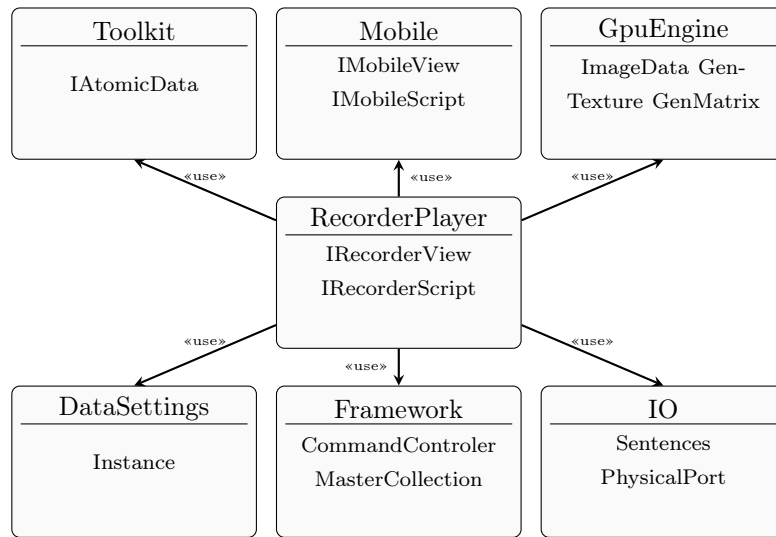 Toolkit
IAtomicData
Mobile
IMobileView
IMobileScript
GpuEngine
ImageData Gen-
Texture GenMatrix
«use»
«use»
«use»
RecorderPlayer
IRecorderView
IRecorderScript
«use»
«use»
«use»
DataSettings
Instance
Framework
CommandControler
MasterCollection
IO
Sentences
PhysicalPort